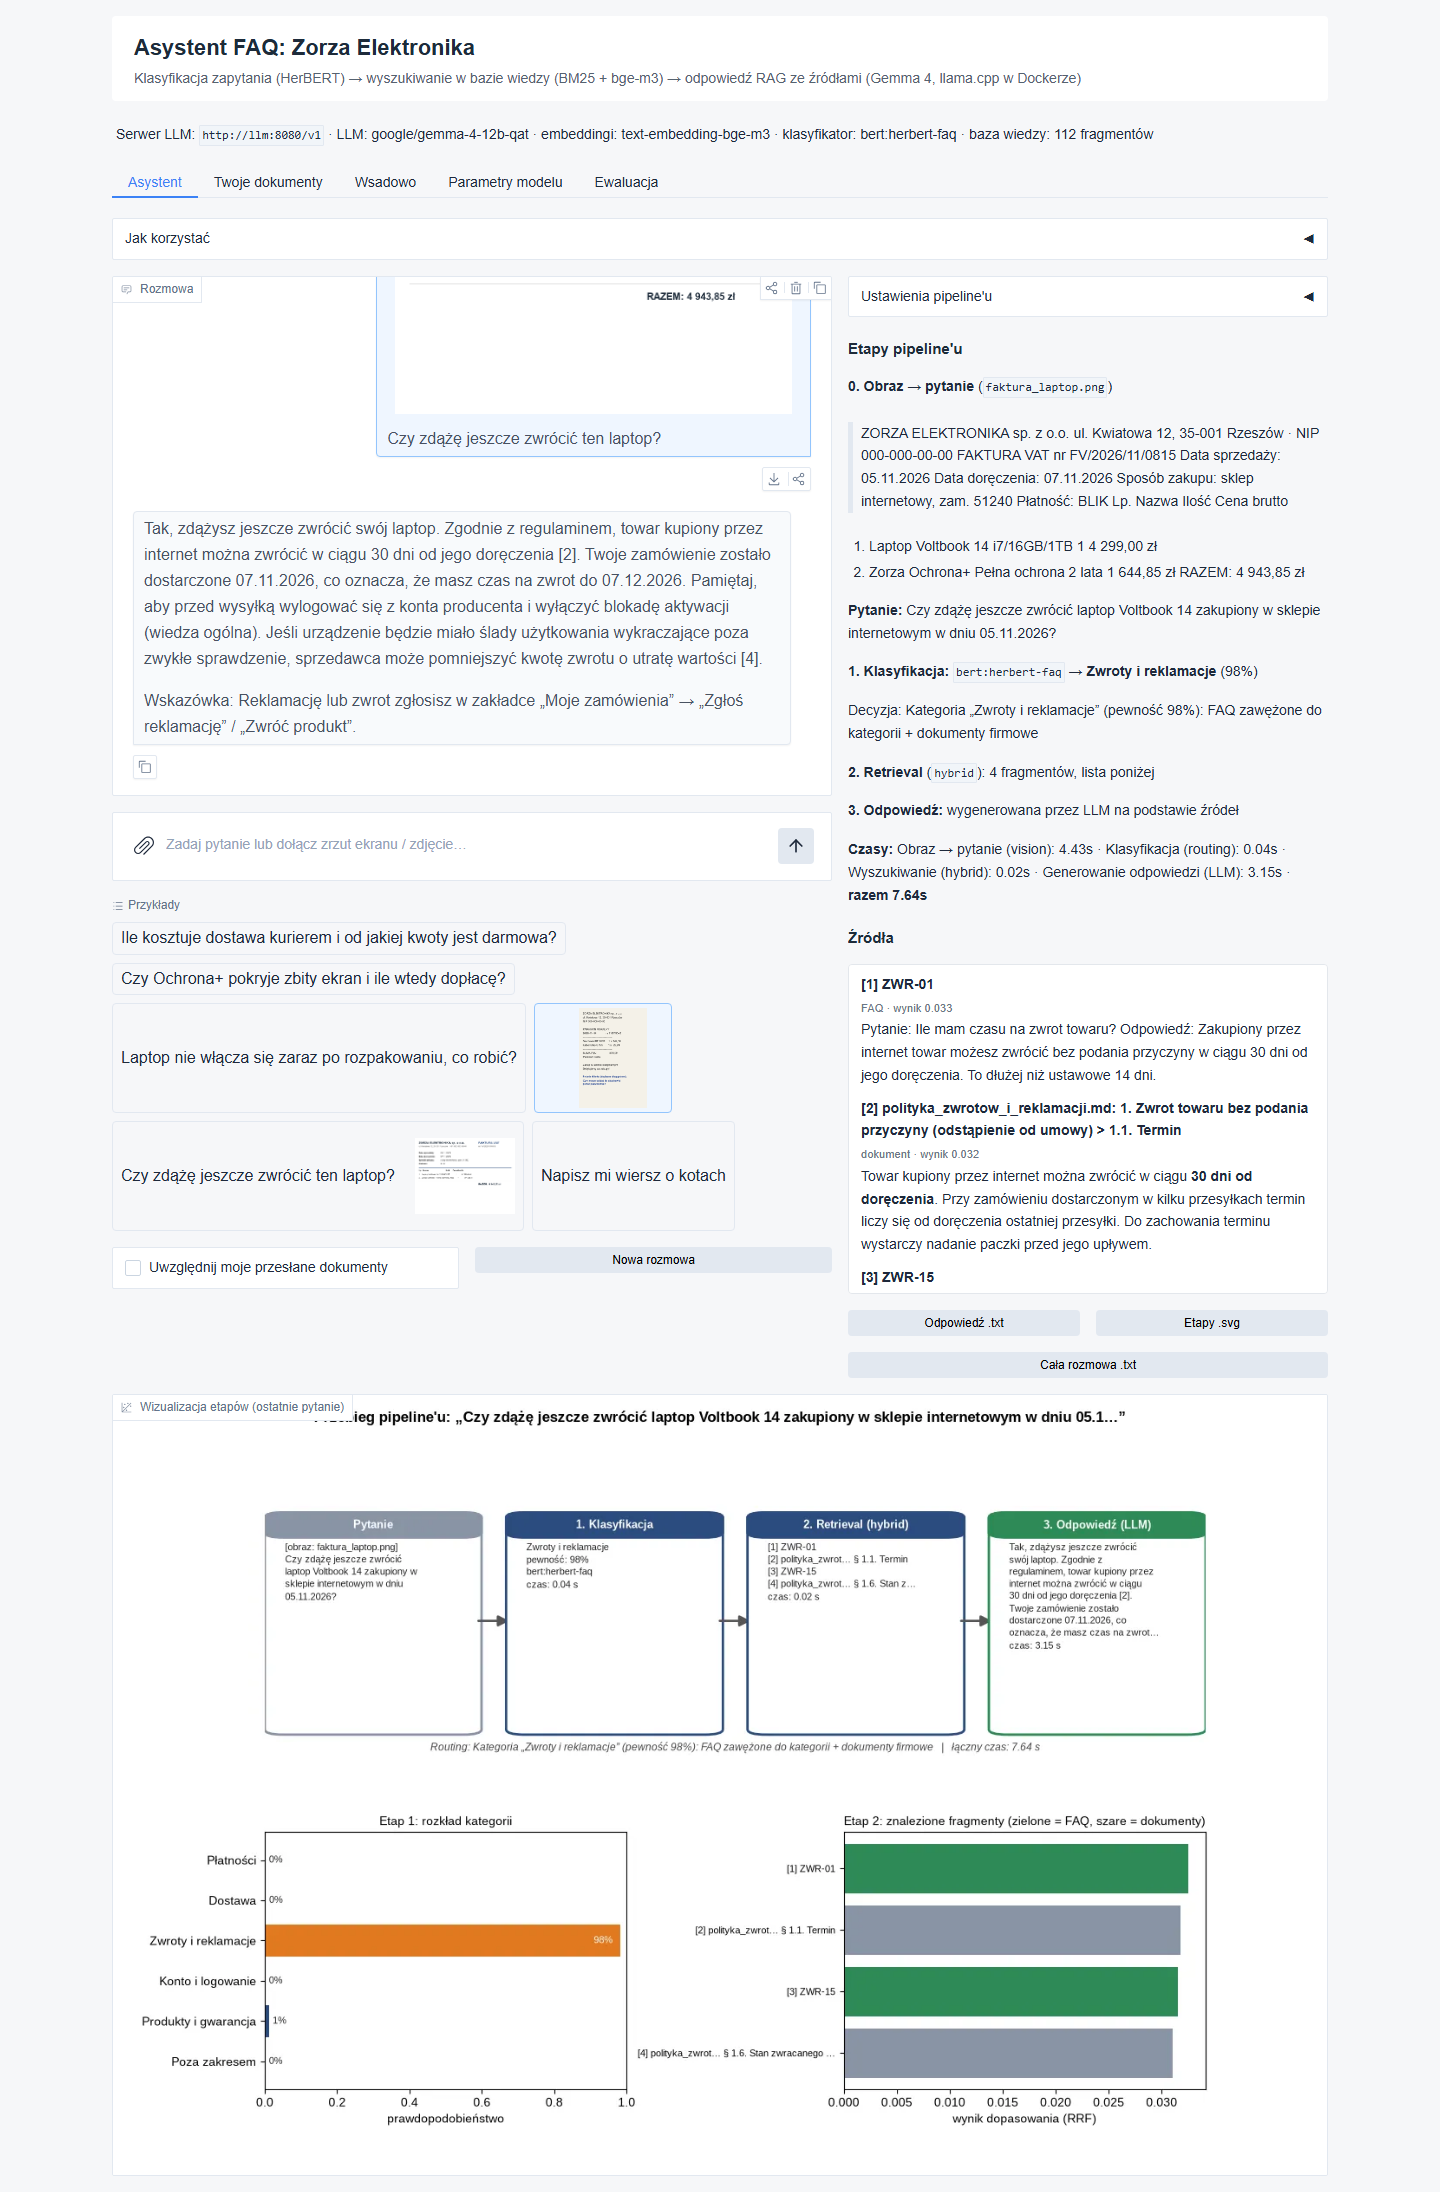 Asystent FAQ: Zorza Elektronika
Klasyfikacja zapytania (HerBERT) → wyszukiwanie w bazie wiedzy (BM25 + bge-m3) → odpowiedź RAG ze źródłami (Gemma 4, llama.cpp w Dockerze)
Serwer LLM: http://llm:8080/v1 · LLM: google/gemma-4-12b-qat · embeddingi: text-embedding-bge-m3 · klasyfikator: bert:herbert-faq · baza wiedzy: 112 fragmentów
Asystent
Twoje dokumenty
Wsadowo
Parametry modelu
Ewaluacja
Jak korzystać
Rozmowa
RAZEM: 4 943,85 zł
Czy zdążę jeszcze zwrócić ten laptop?
Tak, zdążysz jeszcze zwrócić swój laptop. Zgodnie z regulaminem, towar kupiony przez
internet można zwrócić w ciągu 30 dni od jego doręczenia [2]. Twoje zamówienie zostało
dostarczone 07.11.2026, co oznacza, że masz czas na zwrot do 07.12.2026. Pamiętaj,
aby przed wysyłką wylogować się z konta producenta i wyłączyć blokadę aktywacji
(wiedza ogólna). Jeśli urządzenie będzie miało ślady użytkowania wykraczające poza
zwykłe sprawdzenie, sprzedawca może pomniejszyć kwotę zwrotu o utratę wartości [4].
Wskazówka: Reklamację lub zwrot zgłosisz w zakładce „Moje zamówienia” → „Zgłoś
reklamację” / „Zwróć produkt”.
Zadaj pytanie lub dołącz zrzut ekranu / zdjęcie…
Przykłady
Ile kosztuje dostawa kurierem i od jakiej kwoty jest darmowa?
Czy Ochrona+ pokryje zbity ekran i ile wtedy dopłacę?
Laptop nie włącza się zaraz po rozpakowaniu, co robić?
Czy zdążę jeszcze zwrócić ten laptop?
Napisz mi wiersz o kotach
Uwzględnij moje przesłane dokumenty
Nowa rozmowa
Ustawienia pipeline'u
Etapy pipeline'u
0. Obraz → pytanie (faktura_laptop.png)
ZORZA ELEKTRONIKA sp. z o.o. ul. Kwiatowa 12, 35-001 Rzeszów · NIP
000-000-00-00 FAKTURA VAT nr FV/2026/11/0815 Data sprzedaży:
05.11.2026 Data doręczenia: 07.11.2026 Sposób zakupu: sklep
internetowy, zam. 51240 Płatność: BLIK Lp. Nazwa Ilość Cena brutto
1. Laptop Voltbook 14 i7/16GB/1TB 1 4 299,00 zł
2. Zorza Ochrona+ Pełna ochrona 2 lata 1 644,85 zł RAZEM: 4 943,85 zł
Pytanie: Czy zdążę jeszcze zwrócić laptop Voltbook 14 zakupiony w sklepie
internetowym w dniu 05.11.2026?
1. Klasyfikacja: bert:herbert-faq → Zwroty i reklamacje (98%)
Decyzja: Kategoria „Zwroty i reklamacje” (pewność 98%): FAQ zawężone do
kategorii + dokumenty firmowe
2. Retrieval (hybrid): 4 fragmentów, lista poniżej
3. Odpowiedź: wygenerowana przez LLM na podstawie źródeł
Czasy: Obraz → pytanie (vision): 4.43s · Klasyfikacja (routing): 0.04s ·
Wyszukiwanie (hybrid): 0.02s · Generowanie odpowiedzi (LLM): 3.15s ·
razem 7.64s
Źródła
[1] ZWR-01
FAQ · wynik 0.033
Pytanie: Ile mam czasu na zwrot towaru? Odpowiedź: Zakupiony przez
internet towar możesz zwrócić bez podania przyczyny w ciągu 30 dni od
jego doręczenia. To dłużej niż ustawowe 14 dni.
[2] polityka_zwrotow_i_reklamacji.md: 1. Zwrot towaru bez podania
przyczyny (odstąpienie od umowy) > 1.1. Termin
dokument · wynik 0.032
Towar kupiony przez internet można zwrócić w ciągu 30 dni od
doręczenia. Przy zamówieniu dostarczonym w kilku przesyłkach termin
liczy się od doręczenia ostatniej przesyłki. Do zachowania terminu
wystarczy nadanie paczki przed jego upływem.
[3] ZWR-15
Odpowiedź .txt
Etapy .svg
Cała rozmowa .txt
Wizualizacja etapów (ostatnie pytanie)
ieg pipeline'u: „Czy zdążę jeszcze zwrócić laptop Voltbook 14 zakupiony w sklepie internetowym w dniu 05.1…”
Pytanie
[obraz: faktura_laptop.png]
Czy zdążę jeszcze zwrócić
laptop Voltbook 14 zakupiony w
sklepie internetowym w dniu
05.11.2026?
1. Klasyfikacja
Zwroty i reklamacje
pewność: 98%
bert:herbert-faq
czas: 0.04 s
2. Retrieval (hybrid)
[1] ZWR-01
[2] polityka_zwrot… § 1.1. Termin
[3] ZWR-15
[4] polityka_zwrot… § 1.6. Stan z…
czas: 0.02 s
3. Odpowiedź (LLM)
Tak, zdążysz jeszcze zwrócić
swój laptop. Zgodnie z
regulaminem, towar kupiony przez
internet można zwrócić w ciągu
30 dni od jego doręczenia [2].
Twoje zamówienie zostało
dostarczone 07.11.2026, co
oznacza, że masz czas na zwrot…
czas: 3.15 s
Routing: Kategoria „Zwroty i reklamacje” (pewność 98%): FAQ zawężone do kategorii + dokumenty firmowe | łączny czas: 7.64 s
Etap 1: rozkład kategorii
Płatności 0%
Dostawa 0%
Zwroty i reklamacje 98%
Konto i logowanie 0%
Produkty i gwarancja 1%
Poza zakresem 0%
0.0 0.2 0.4 0.6 0.8 1.0
prawdopodobieństwo
Etap 2: znalezione fragmenty (zielone = FAQ, szare = dokumenty)
[1] ZWR-01
[2] polityka_zwrot… § 1.1. Termin
[3] ZWR-15
[4] polityka_zwrot… § 1.6. Stan zwracanego …
0.000 0.005 0.010 0.015 0.020 0.025 0.030
wynik dopasowania (RRF)